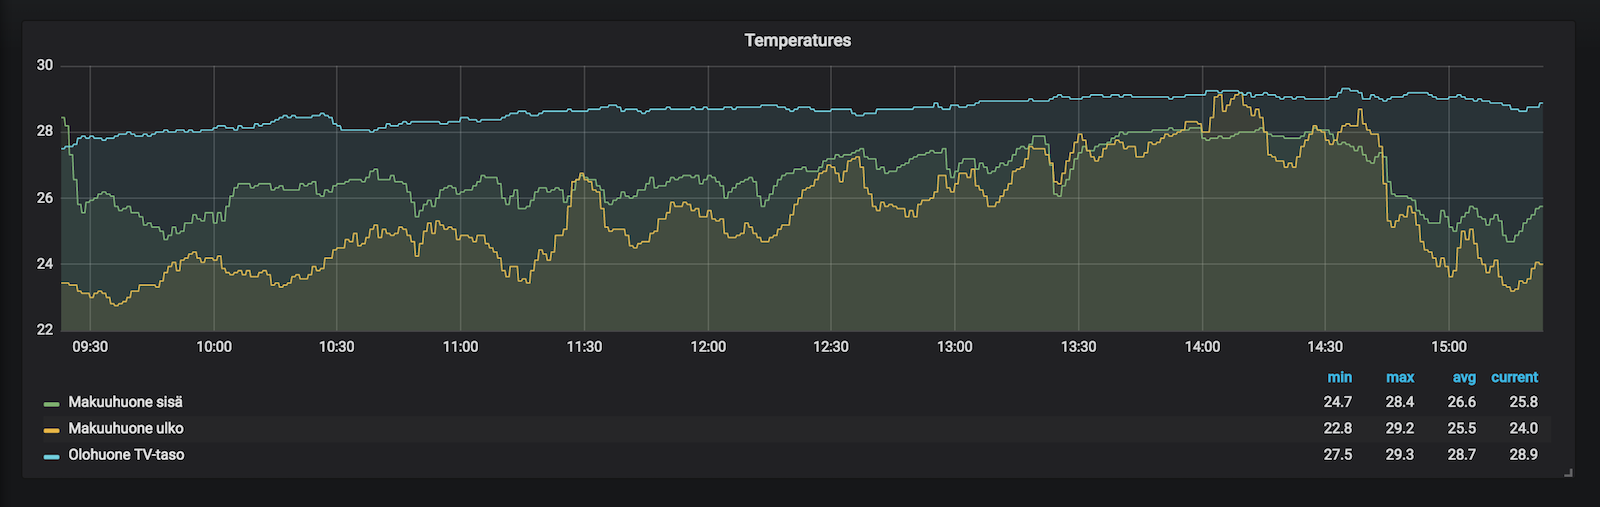 Temperatures
30
28
26
24
22
09:30 10:00 10:30 11:00 11:30 12:00 12:30 13:00 13:30 14:00 14:30 15:00
min max avg current
Makuuhuone sisä 24.7 28.4 26.6 25.8
Makuuhuone ulko 22.8 29.2 25.5 24.0
Olohuone TV-taso 27.5 29.3 28.7 28.9